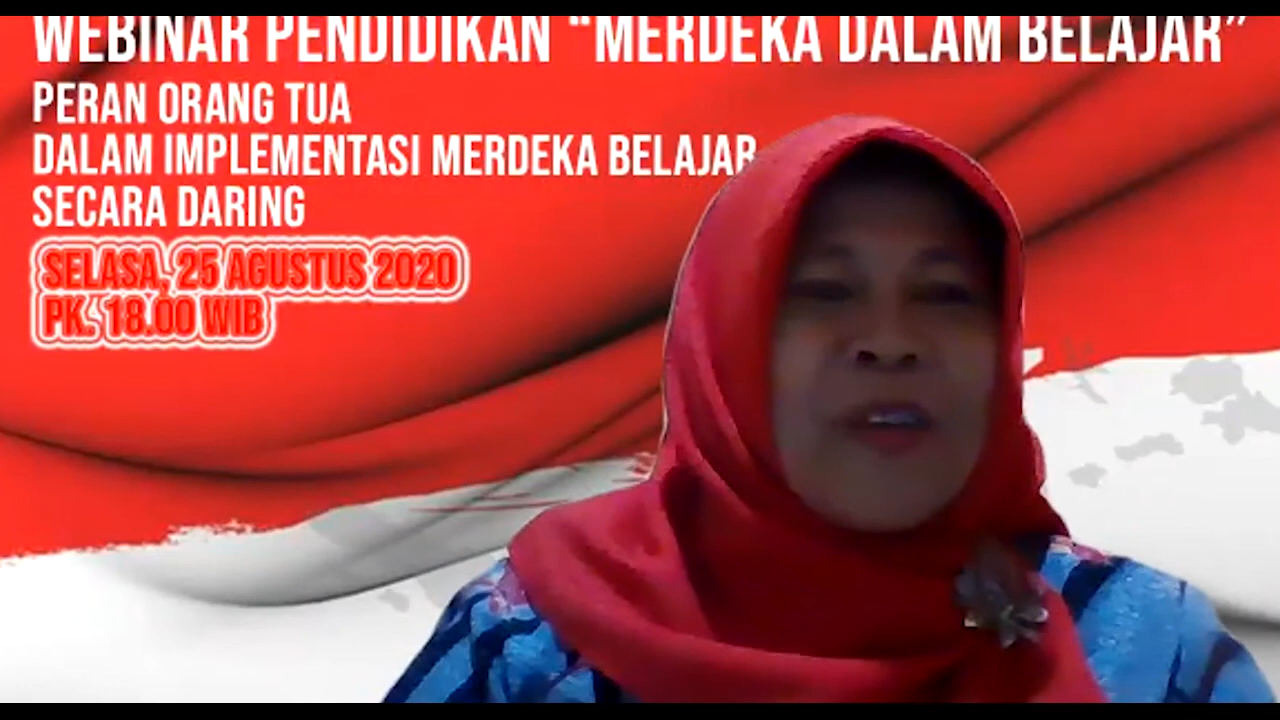 WEBINAR PENDIDIKAN “MERDEKA DALAM BELAJAR”
PERAN ORANG TUA
DALAM IMPLEMENTASI MERDEKA BELAJAR
SECARA DARING
SELASA, 25 AGUSTUS 2020
PK. 18.00 WIB